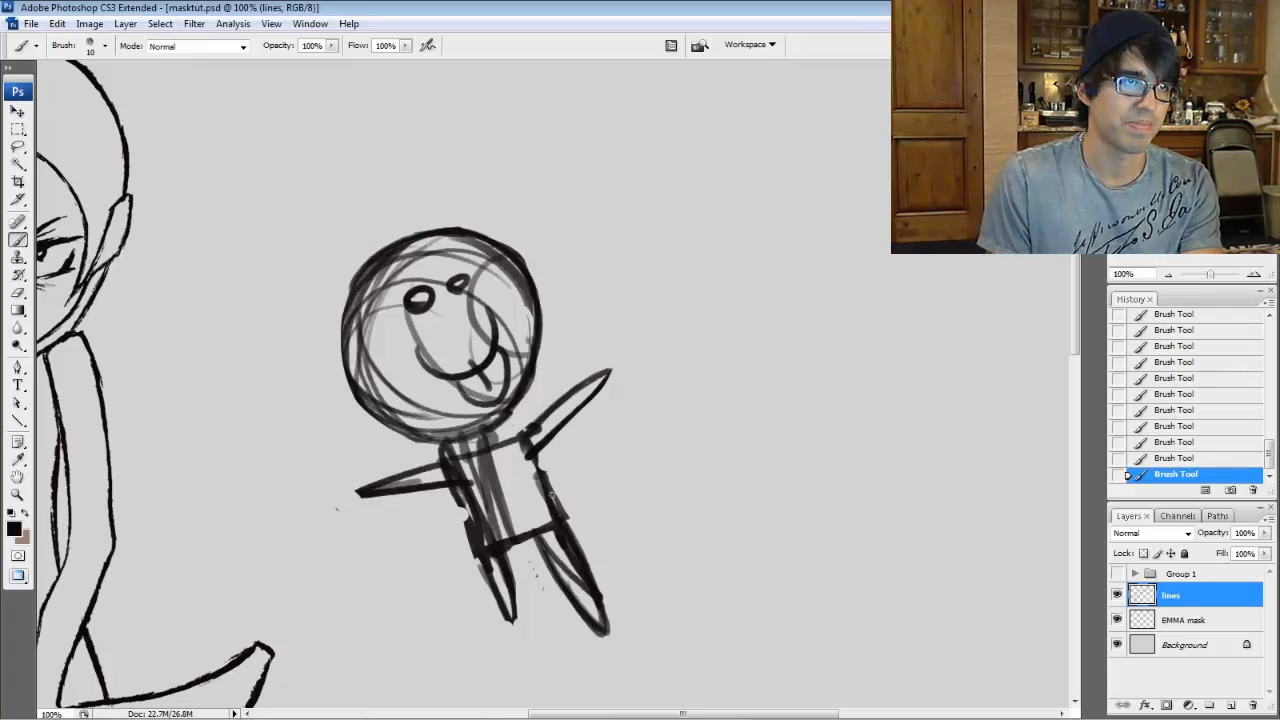 Adobe Photoshop CS3 Extended - [masktut.psd @ 100% (lines, RGB/8)]
File Edit Image Layer Select Filter Analysis View Window Help
Brush: 10 Mode: Normal Opacity: 100% Flow: 100% Workspace
Ps
100%
History
Brush Tool
Brush Tool
Brush Tool
Brush Tool
Brush Tool
Brush Tool
Brush Tool
Brush Tool
Brush Tool
Brush Tool
Brush Tool
Layers Channels Paths
Normal Opacity: 100%
Lock: Fill: 100%
Group 1
lines
EMMA mask
Background
100% Doc: 22.7M/26.8M